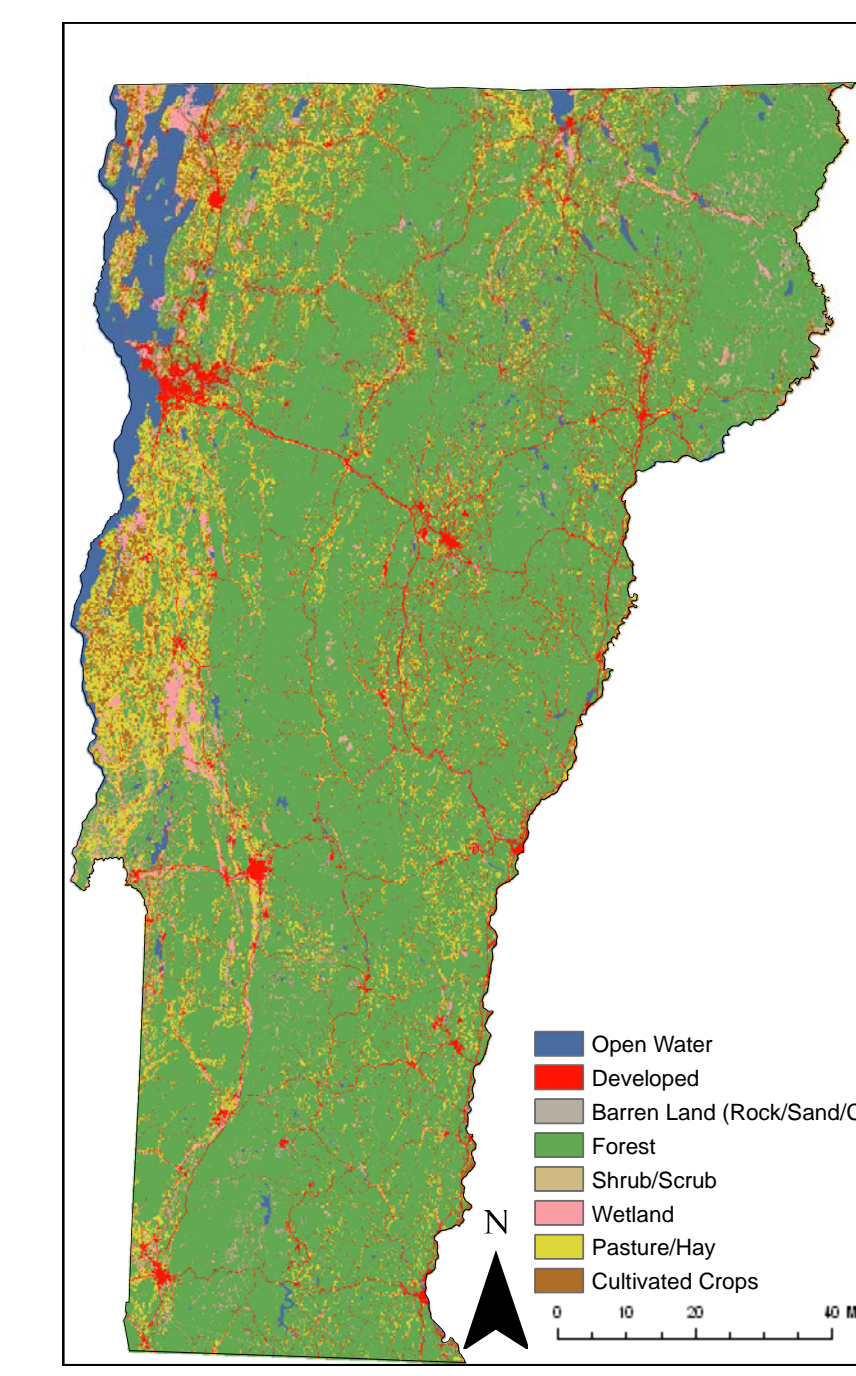 Open Water
Developed
Barren Land (Rock/Sand/C
Forest
Shrub/Scrub
N
Wetland
Pasture/Hay
Cultivated Crops
0 10 20 40 M